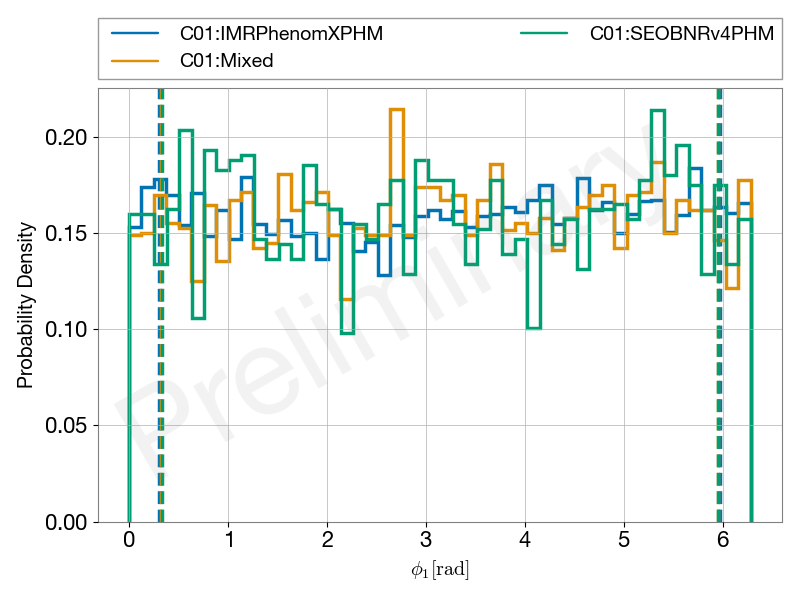 C01:IMRPhenomXPHM
C01:Mixed
C01:SEOBNRv4PHM
Preliminary
Probability Density
0.20
0.15
0.10
0.05
0.00
0 1 2 3 4 5 6
ϕ₁[rad]